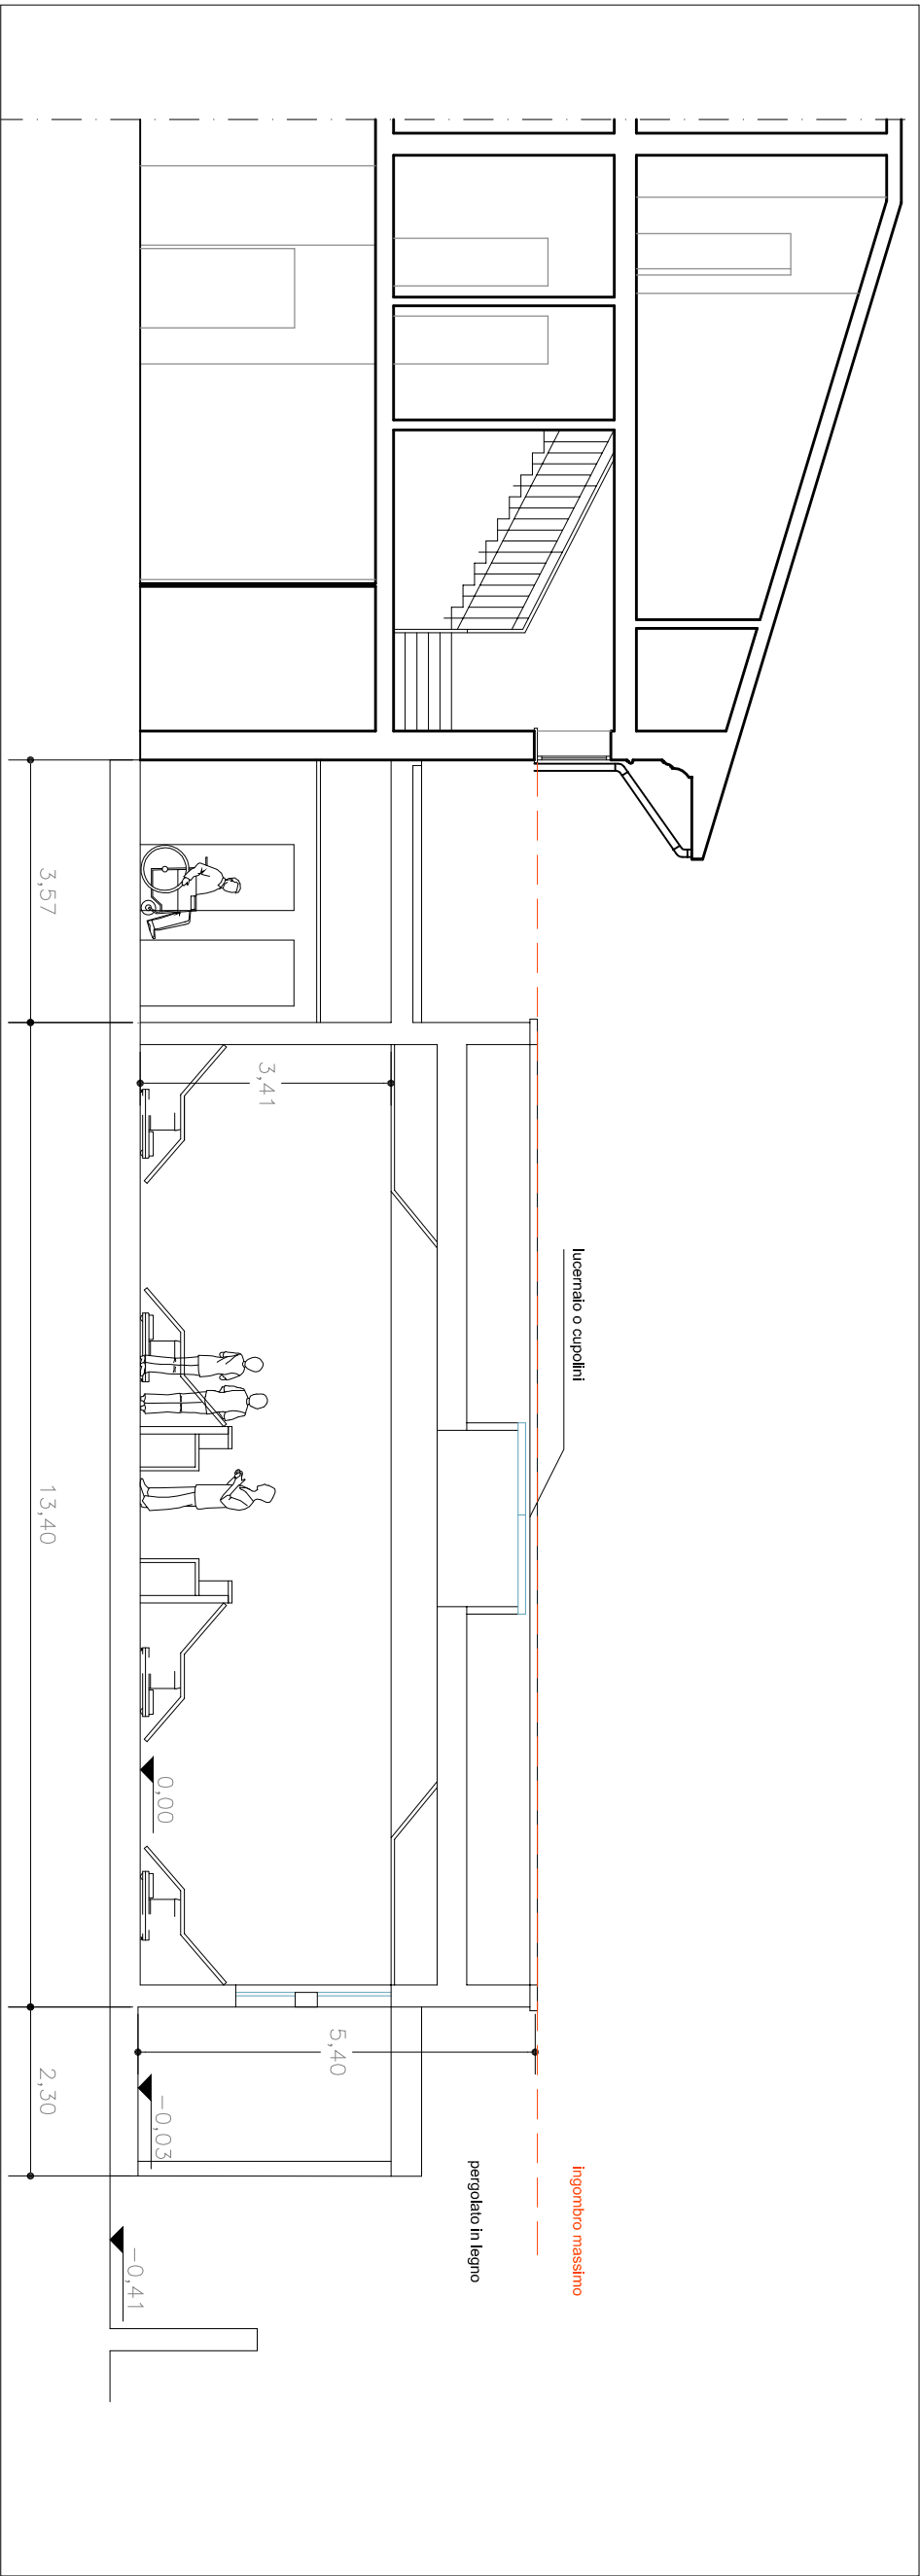 lucernaio o cupolini
ingombro massimo
pergolato in legno
3,41
5,40
0,00
-0,03
-0,41
3,57
13,40
2,30